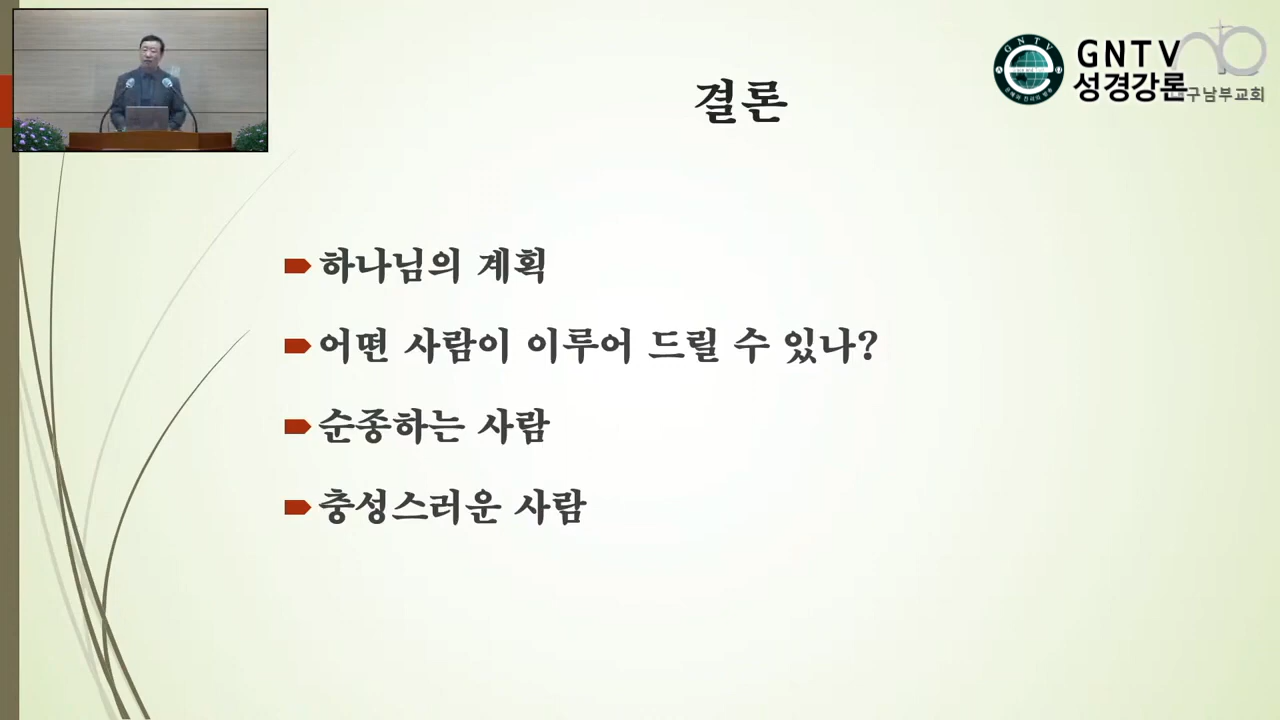 GNTV
성경강론
구남부교회
결론
하나님의 계획
어떤 사람이 이루어 드릴 수 있나?
순종하는 사람
충성스러운 사람